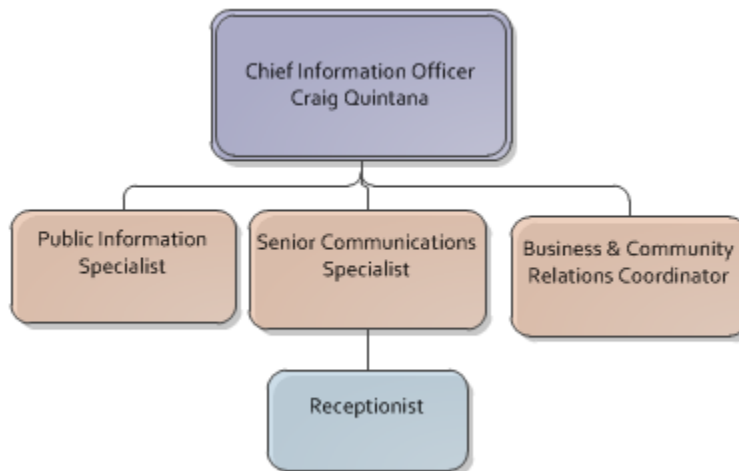 Chief Information Officer
Craig Quintana
Public Information
Specialist
Senior Communications
Specialist
Business & Community
Relations Coordinator
Receptionist